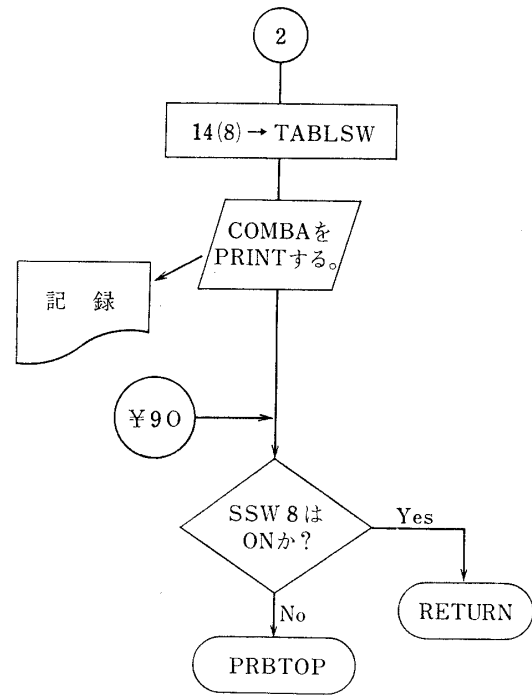 2
14(8)→TABLSW
COMBAを
PRINTする。
記 録
¥90
SSW 8は
ONか?
Yes
No
RETURN
PRBTOP